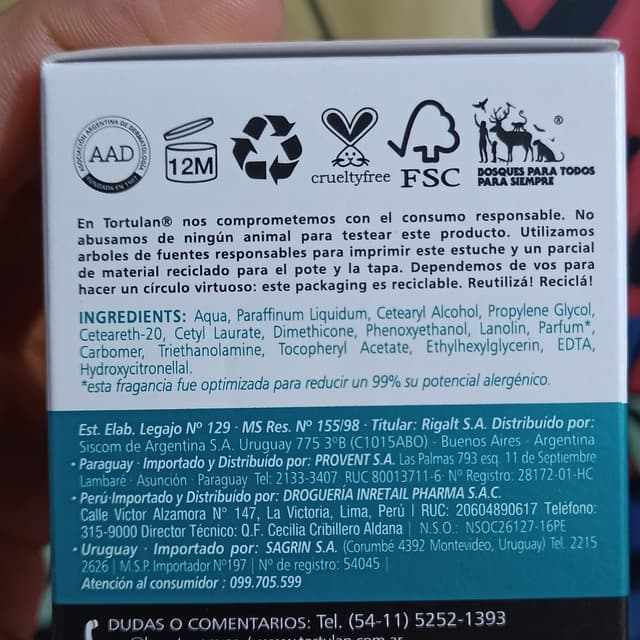 ASOCIACIÓN ARGENTINA DE DERMATOLOGÍA
AAD
FUNDADA EN 1907
12M
crueltyfree
FSC
®
BOSQUES PARA TODOS
PARA SIEMPRE
En Tortulan® nos comprometemos con el consumo responsable. No
abusamos de ningún animal para testear este producto. Utilizamos
arboles de fuentes responsables para imprimir este estuche y un parcial
de material reciclado para el pote y la tapa. Dependemos de vos para
hacer un círculo virtuoso: este packaging es reciclable. Reutilizá! Reciclá!
INGREDIENTS: Aqua, Paraffinum Liquidum, Cetearyl Alcohol, Propylene Glycol,
Ceteareth-20, Cetyl Laurate, Dimethicone, Phenoxyethanol, Lanolin, Parfum*,
Carbomer, Triethanolamine, Tocopheryl Acetate, Ethylhexylglycerin, EDTA,
Hydroxycitronellal.
*esta fragancia fue optimizada para reducir un 99% su potencial alergénico.
Est. Elab. Legajo Nº 129 · MS Res. Nº 155/98 · Titular: Rigalt S.A. Distribuido por:
Siscom de Argentina S.A. Uruguay 775 3ºB (C1015ABO) · Buenos Aires · Argentina
· Paraguay · Importado y Distribuido por: PROVENT S.A. Las Palmas 793 esq. 11 de Septiembre
Lambaré · Asunción · Paraguay Tel: 2133-3407 RUC 80013711-6 Nº Registro: 28172-01-HC
· Perú·Importado y Distribuido por: DROGUERÍA INRETAIL PHARMA S.A.C.
Calle Víctor Alzamora N° 147, La Victoria, Lima, Perú | RUC: 20604890617 Teléfono:
315-9000 Director Técnico: Q.F. Cecilia Cribillero Aldana | N.S.O.: NSOC26127-16PE
· Uruguay · Importado por: SAGRIN S.A. (Corumbé 4392 Montevideo, Uruguay) Tel. 2215
2626 | M.S.P. Importador Nº197 | Nº de registro: 54045 |
Atención al consumidor : 099.705.599
DUDAS O COMENTARIOS: Tel. (54-11) 5252-1393